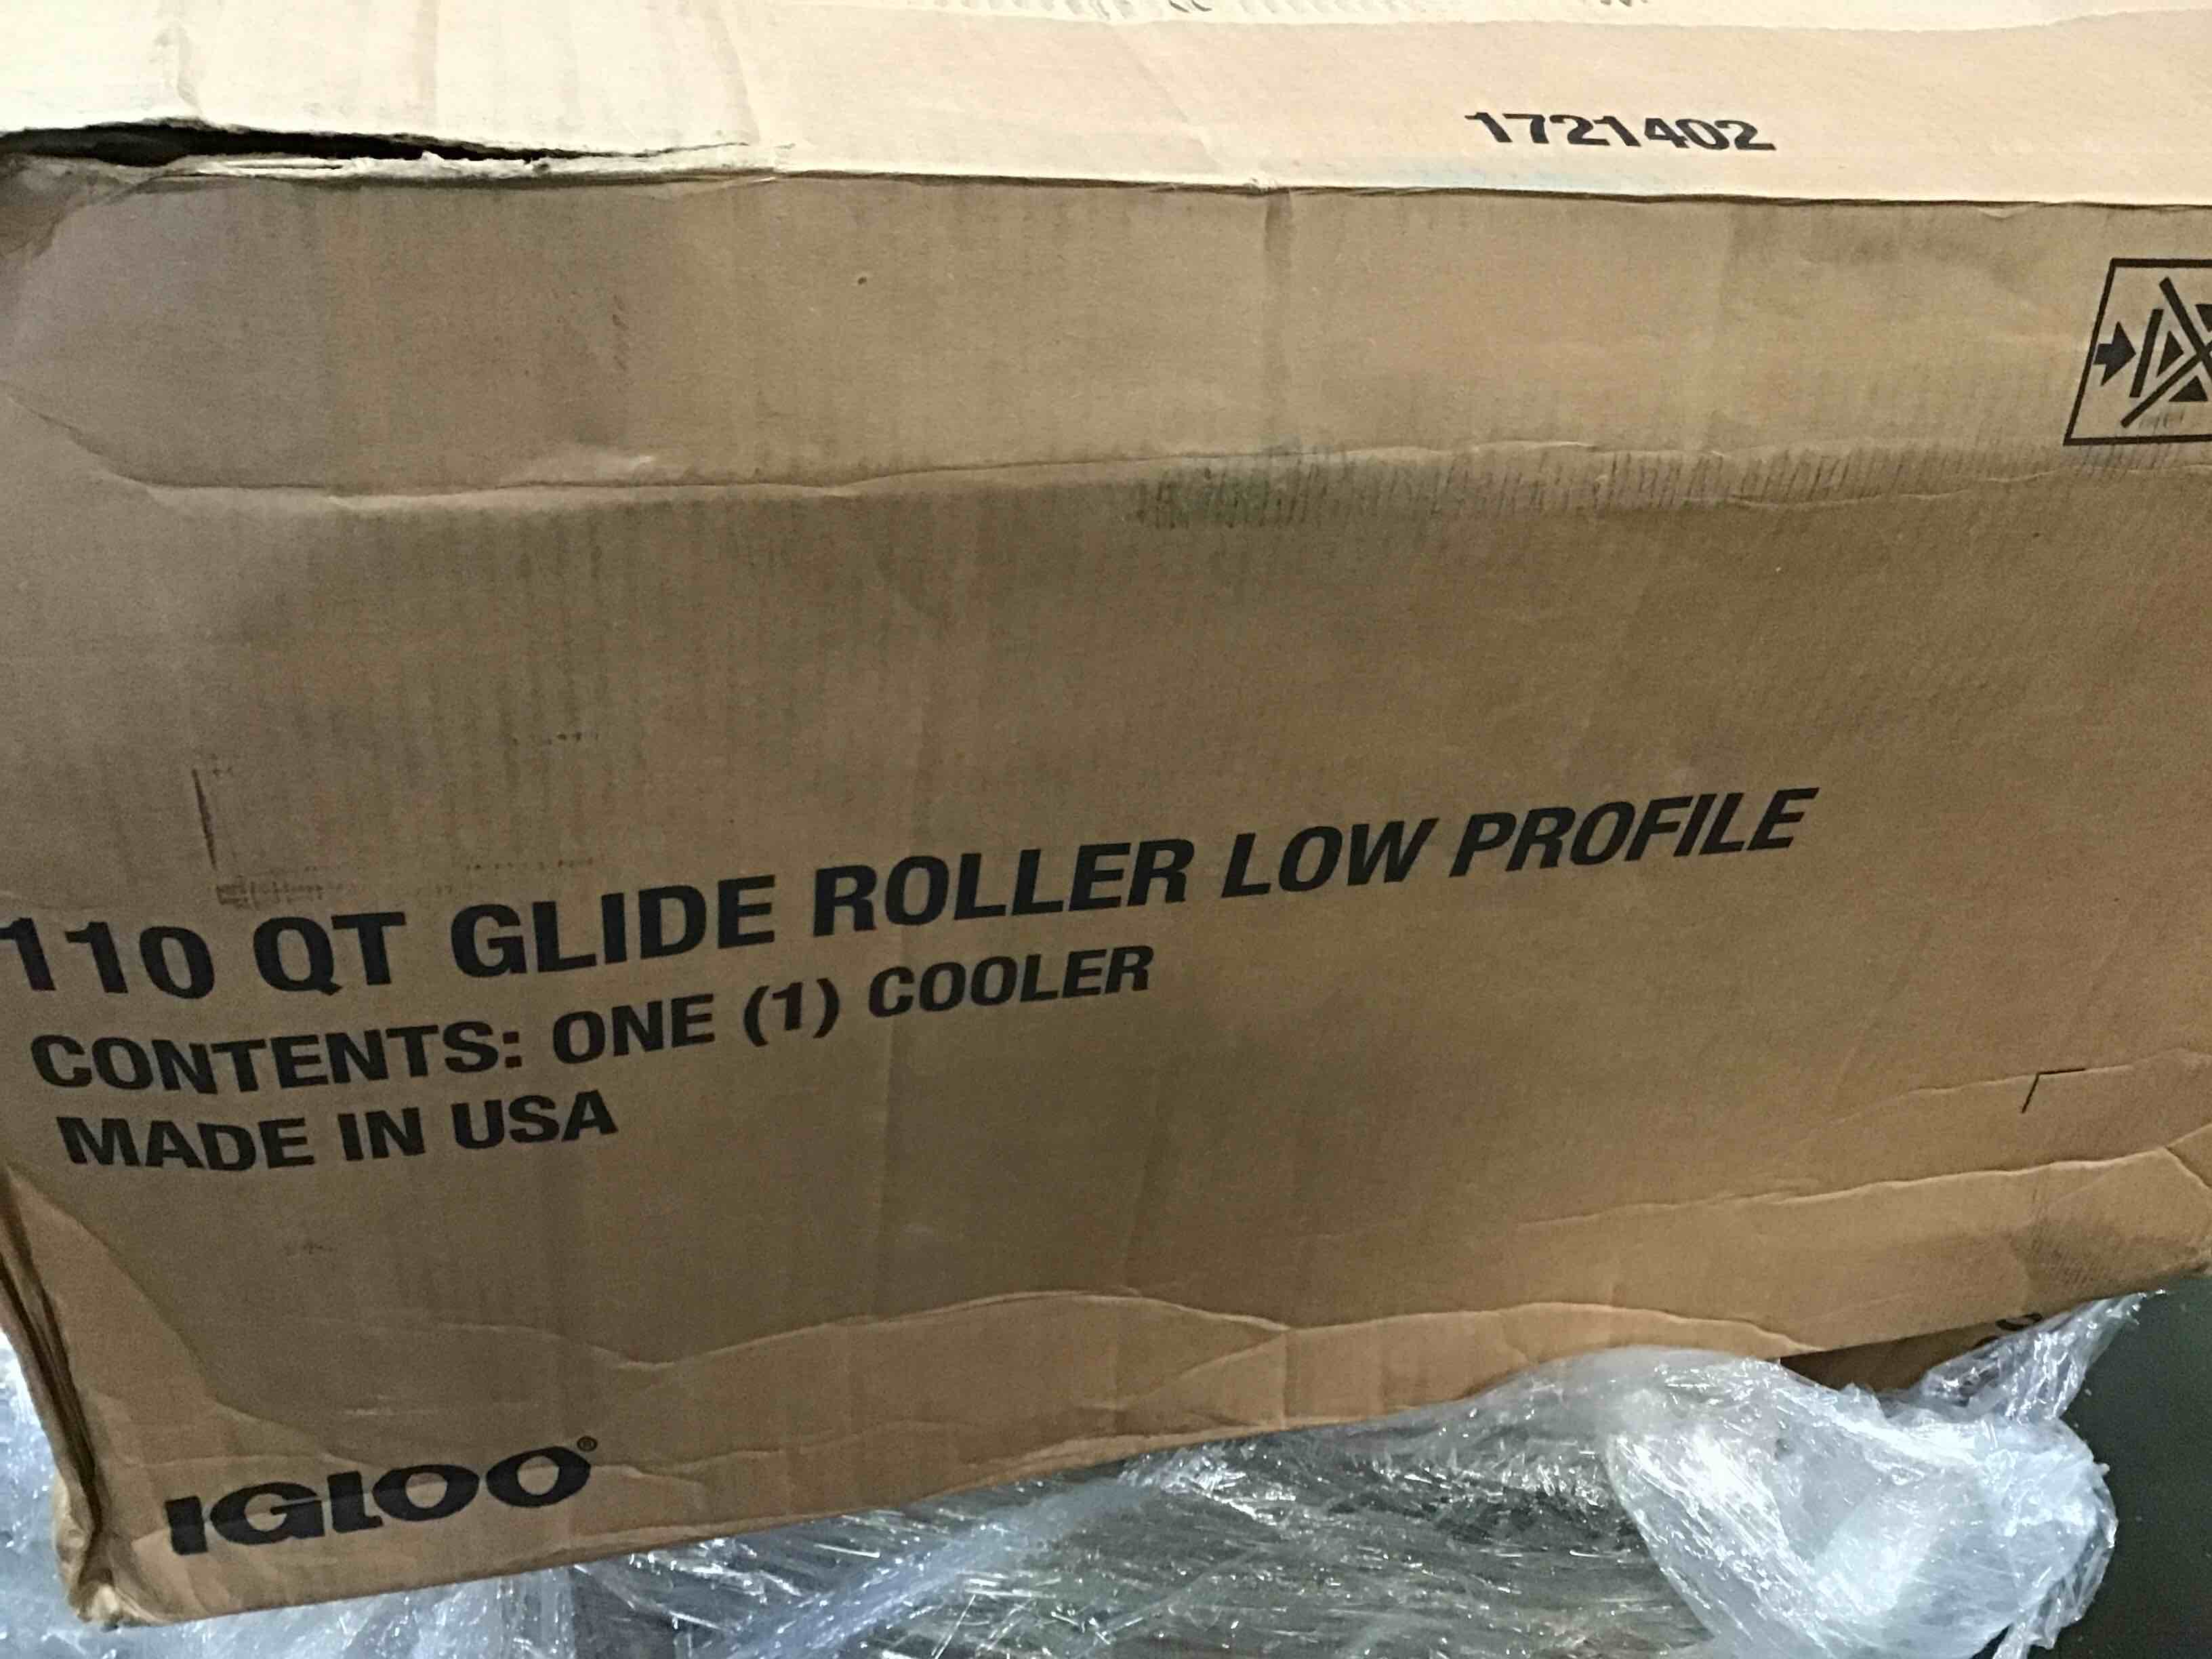 1721402
110 QT GLIDE ROLLER LOW PROFILE
CONTENTS: ONE (1) COOLER
MADE IN USA
IGLOO®